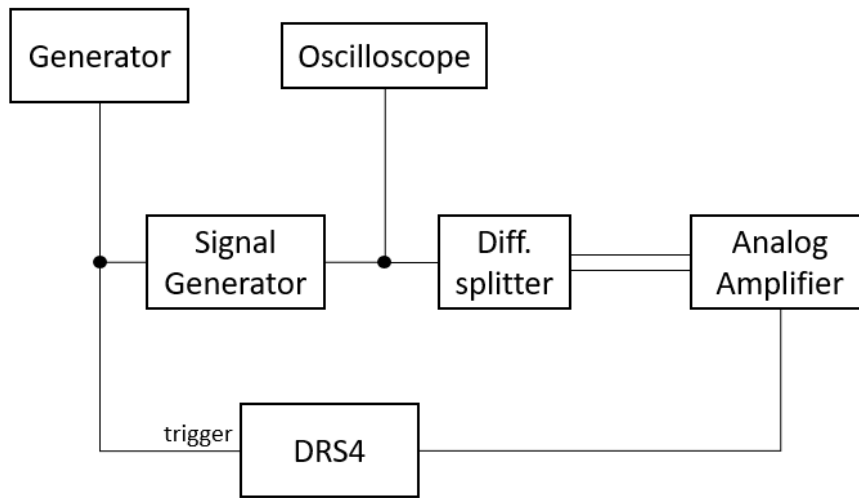 Generator
Oscilloscope
Signal
Generator
Diff.
splitter
Analog
Amplifier
trigger
DRS4